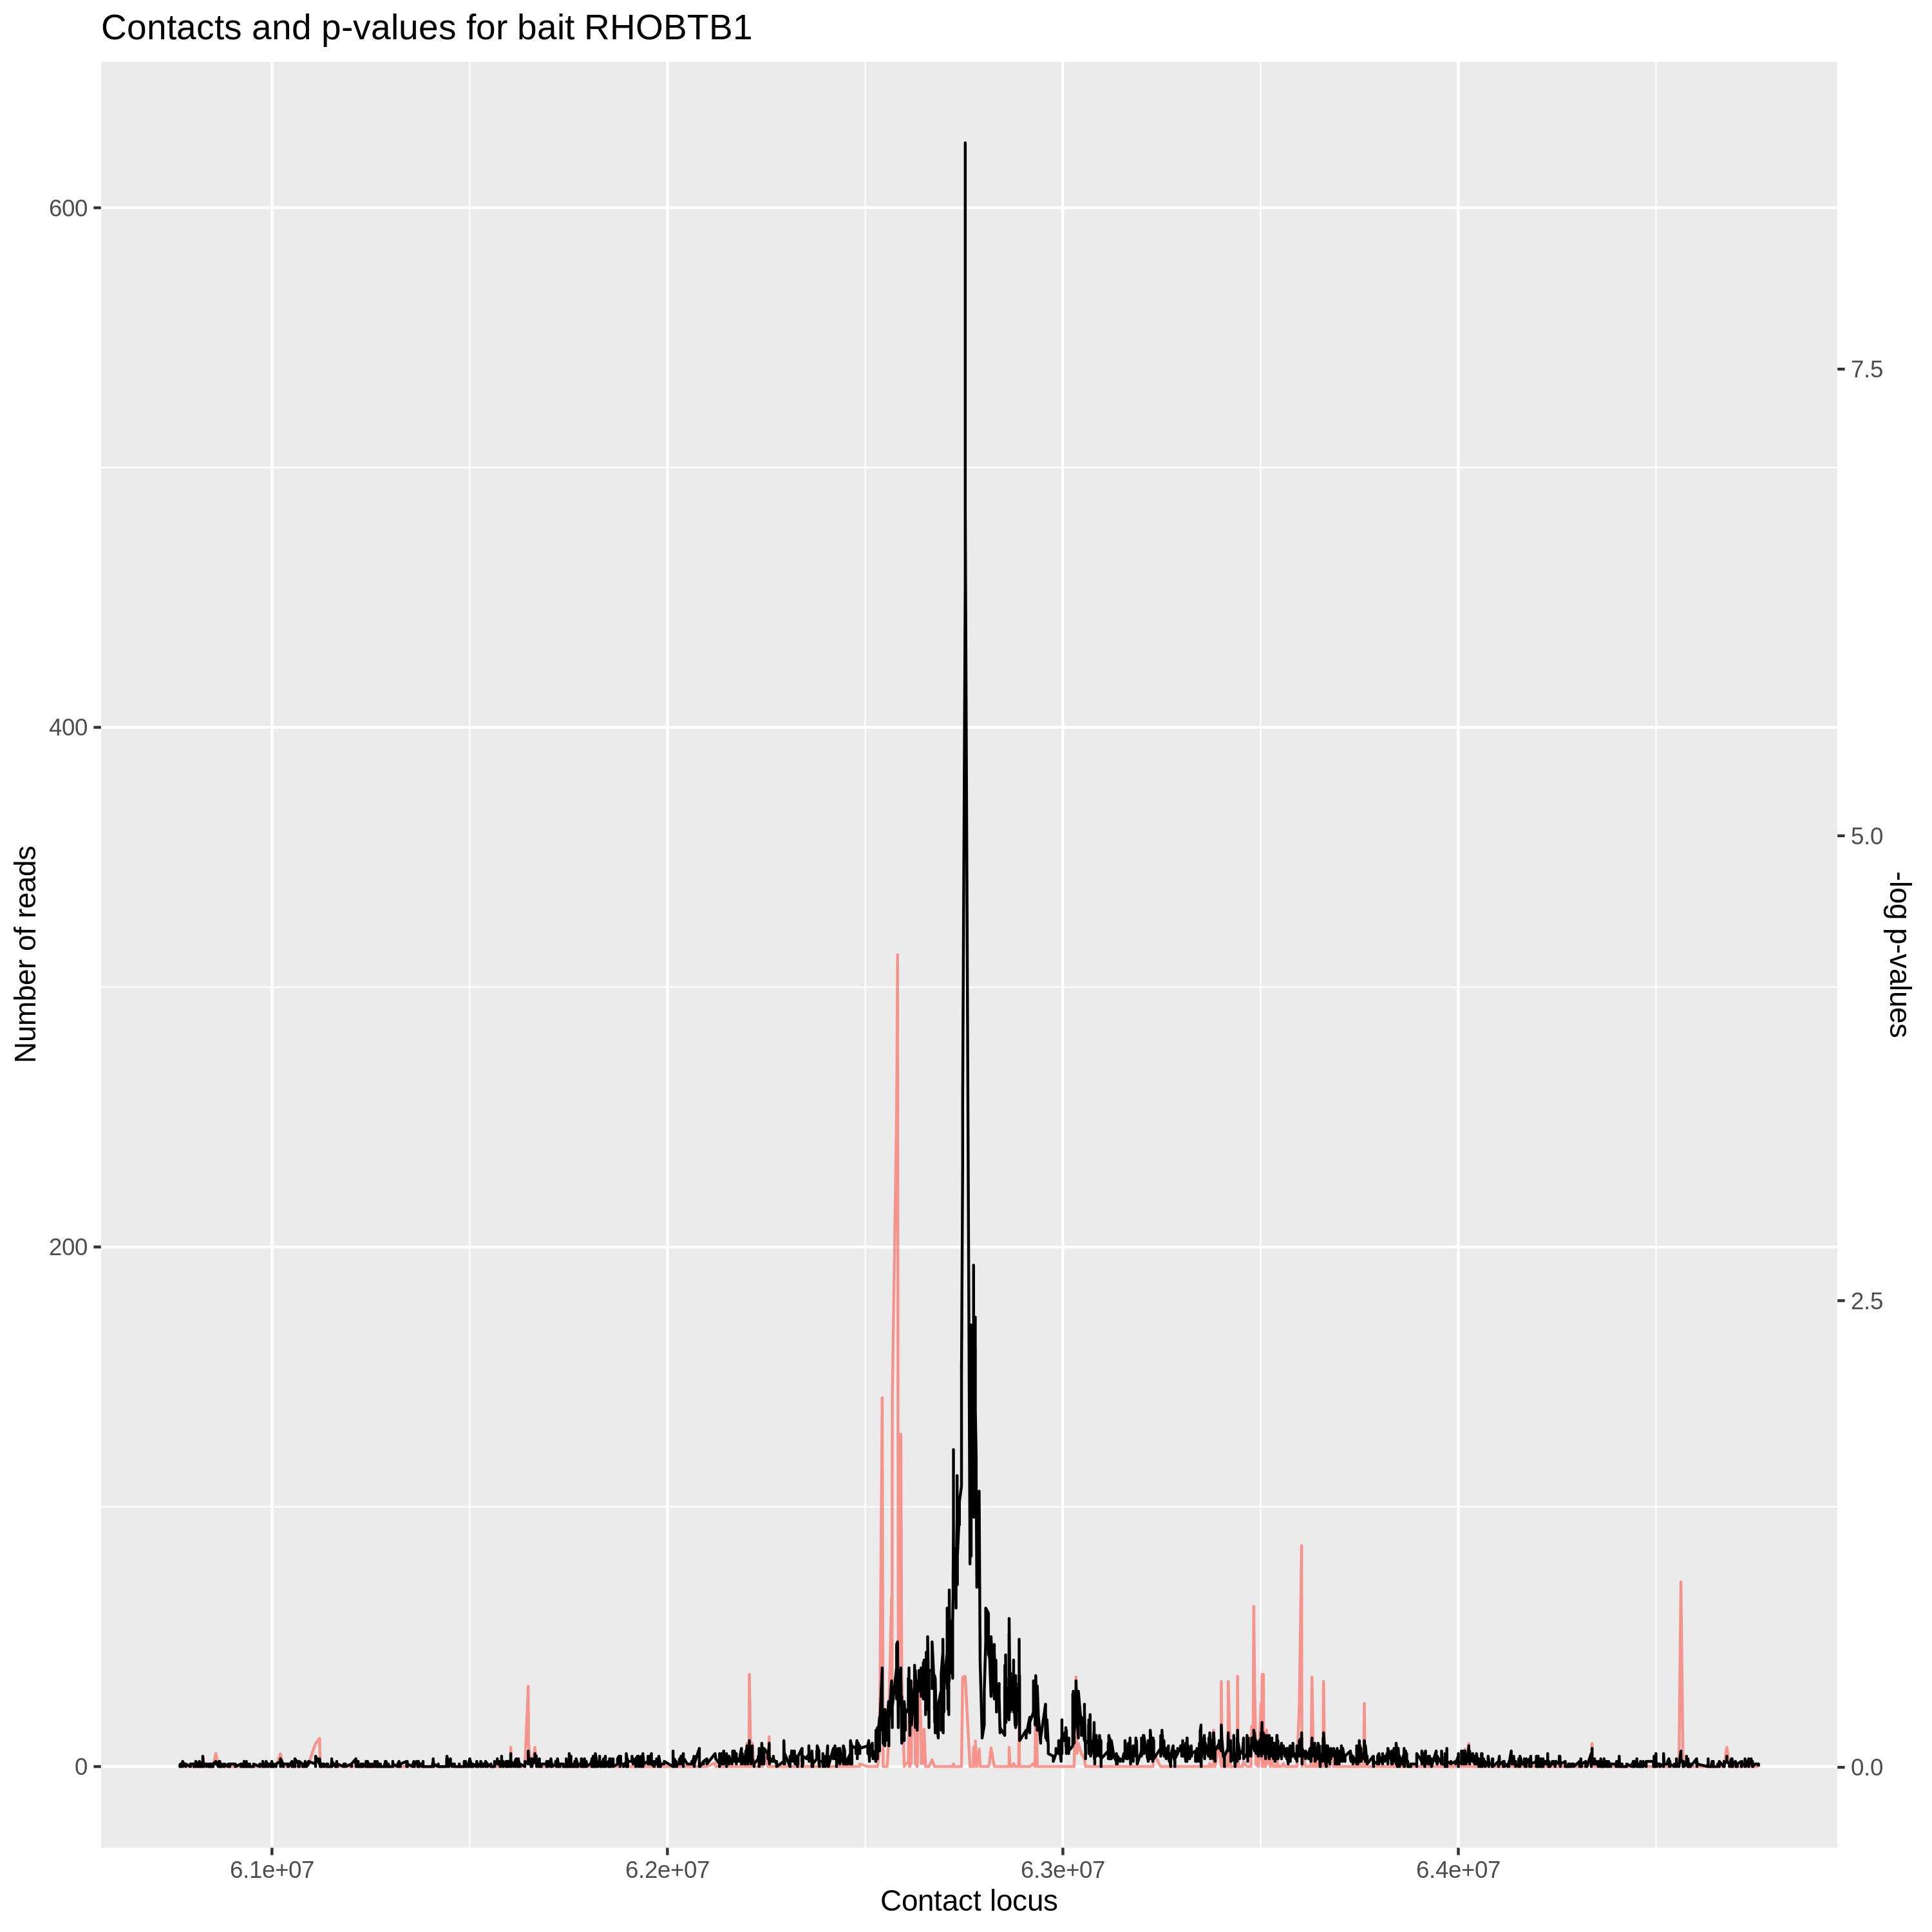 Contacts and p-values for bait RHOBTB1
600
400
200
0
Number of reads
7.5
5.0
2.5
0.0
-log p-values
6.1e+07
6.2e+07
6.3e+07
6.4e+07
Contact locus